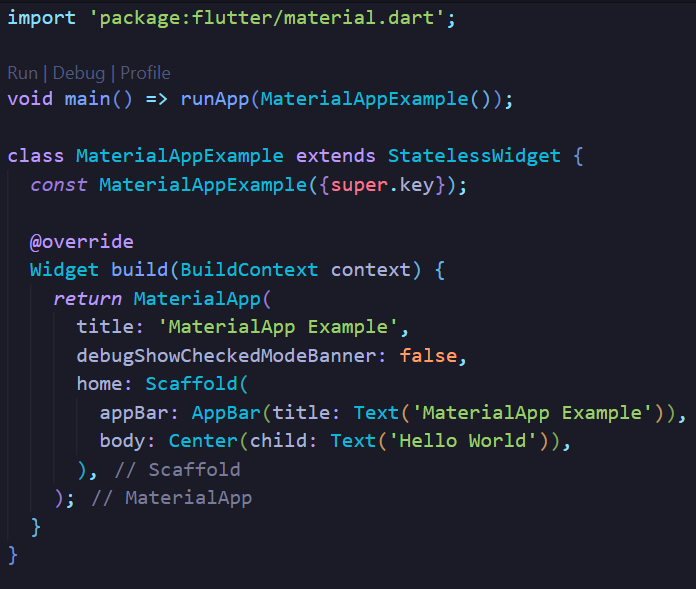 import 'package:flutter/material.dart';
Run | Debug | Profile
void main() => runApp(MaterialAppExample());
class MaterialAppExample extends StatelessWidget {
  const MaterialAppExample({super.key});
  @override
  Widget build(BuildContext context) {
    return MaterialApp(
      title: 'MaterialApp Example',
      debugShowCheckedModeBanner: false,
      home: Scaffold(
        appBar: AppBar(title: Text('MaterialApp Example')),
        body: Center(child: Text('Hello World')),
      ), // Scaffold
    ); // MaterialApp
  }
}